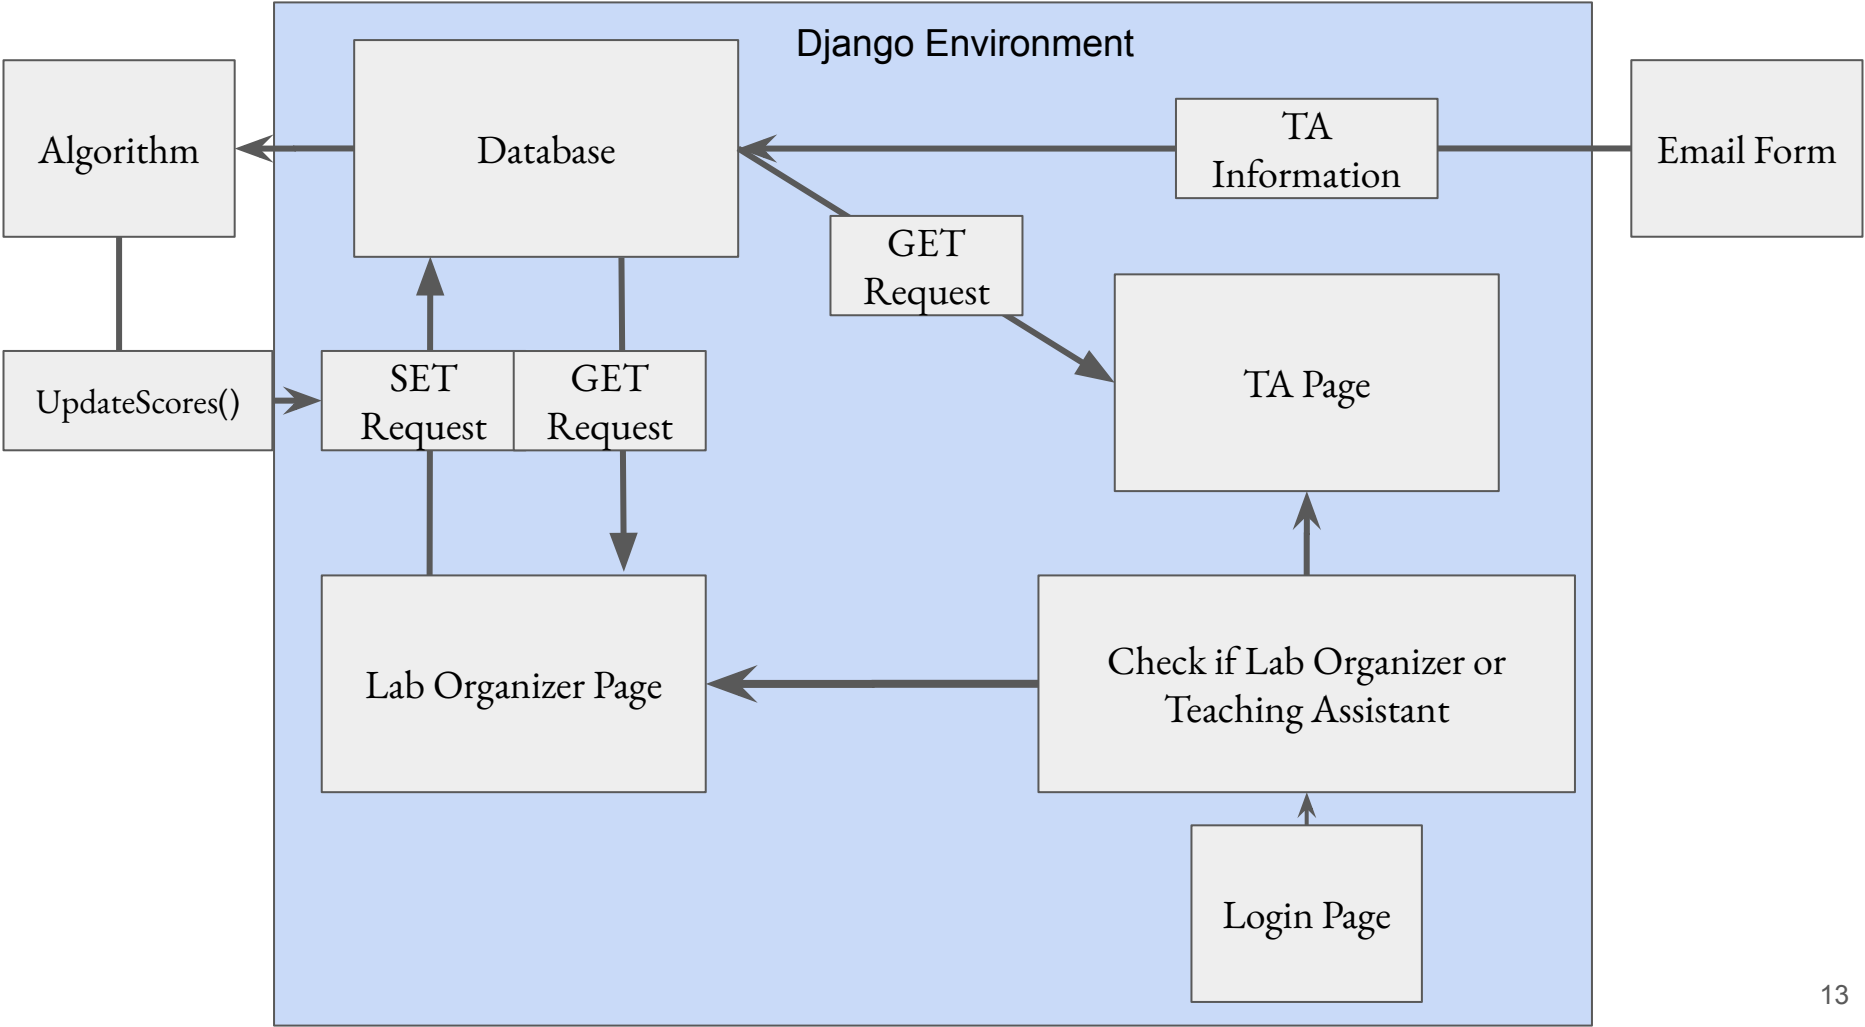 Django Environment
Algorithm
Database
TA
Information
Email Form
GET
Request
TA Page
UpdateScores()
SET
Request
GET
Request
Lab Organizer Page
Check if Lab Organizer or
Teaching Assistant
Login Page
13